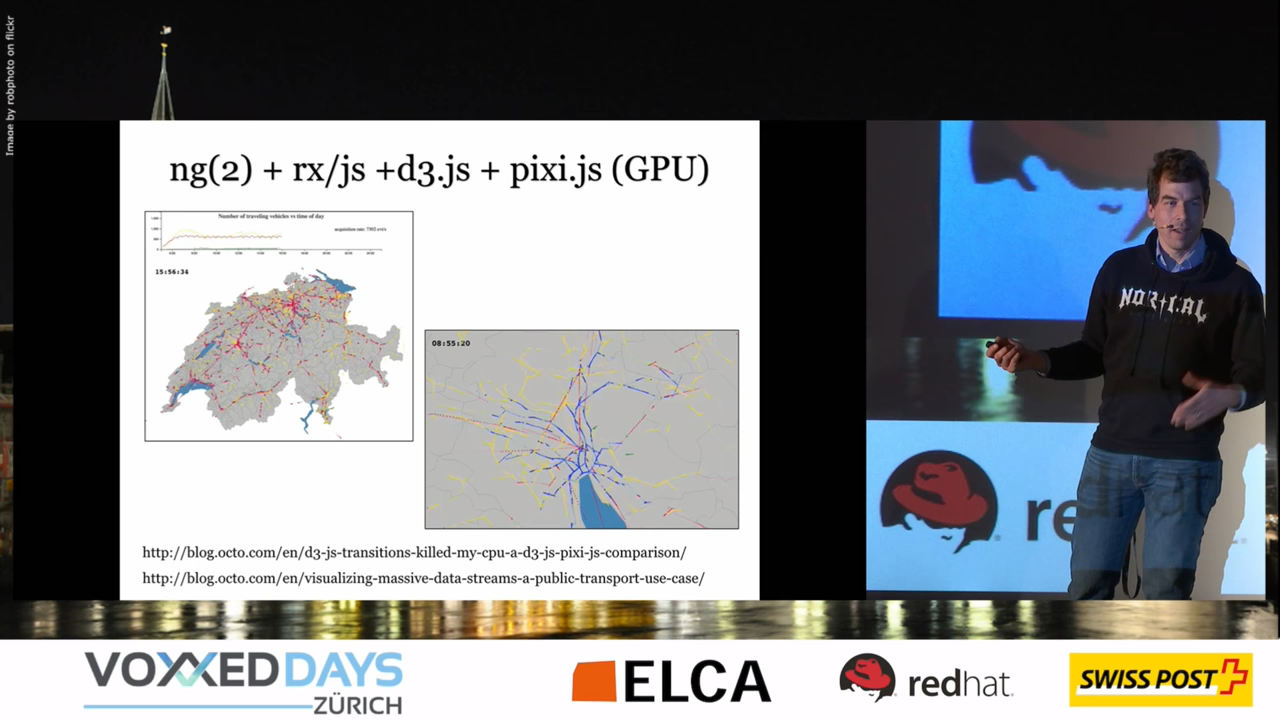 Image by robphoto on flickr
ng(2) + rx/js +d3.js + pixi.js (GPU)
Number of traveling vehicles vs time of day
15:56:34
08:55:20
http://blog.octo.com/en/d3-js-transitions-killed-my-cpu-a-d3-js-pixi-js-comparison/
http://blog.octo.com/en/visualizing-massive-data-streams-a-public-transport-use-case/
NOR
CAL
red
VOXXED DAYS
ZÜRICH
ELCA
redhat.
SWISS POST